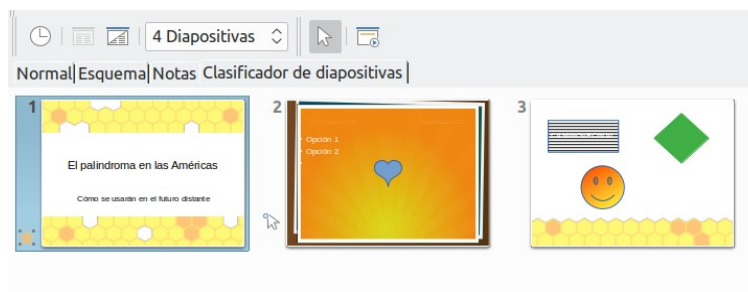 4 Diapositivas
Normal Esquema Notas Clasificador de diapositivas
1
El palindroma en las Américas
Cómo se usarán en el futuro distante
2
Opción 1
Opción 2
3